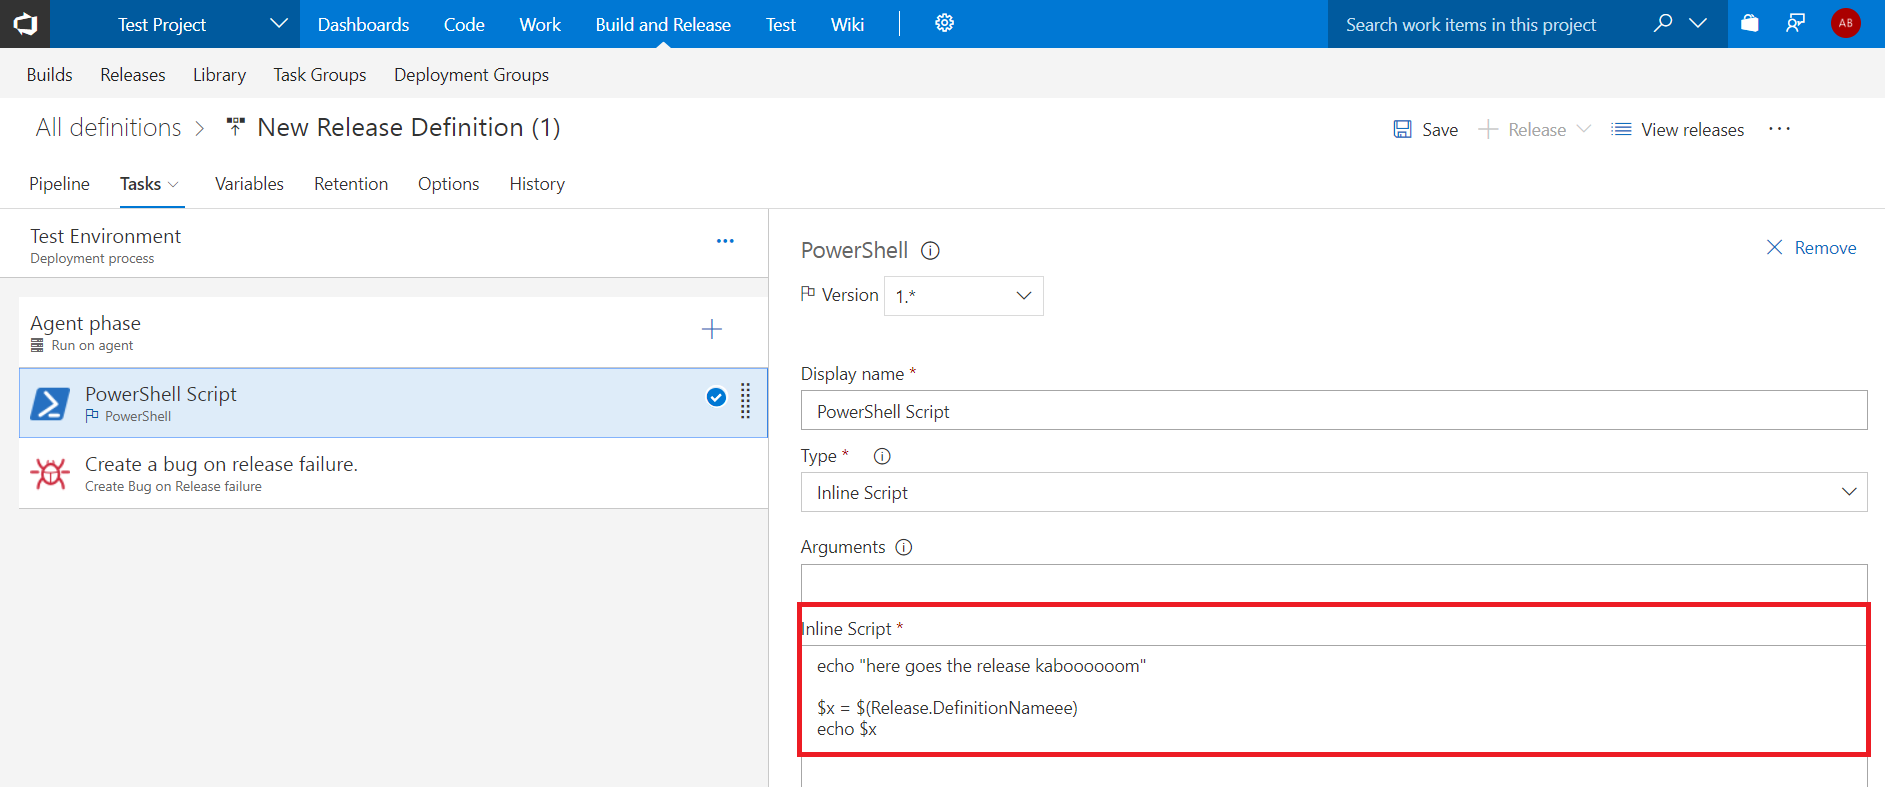 Test Project Dashboards Code Work Build and Release Test Wiki Search work items in this project AB
Builds Releases Library Task Groups Deployment Groups
All definitions > New Release Definition (1) Save Release View releases ...
Pipeline Tasks Variables Retention Options History
Test Environment
Deployment process
Agent phase
Run on agent
PowerShell Script
PowerShell
Create a bug on release failure.
Create Bug on Release failure
PowerShell Remove
Version 1.*
Display name *
PowerShell Script
Type *
Inline Script
Arguments
Inline Script *
echo "here goes the release kaboooooom"
$x = $(Release.DefinitionNameee)
echo $x